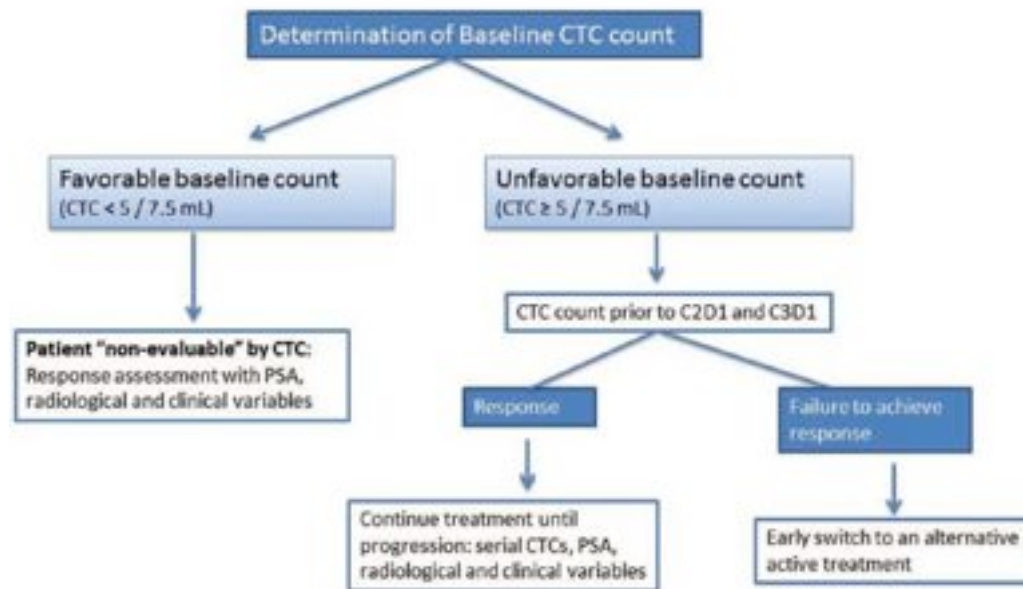 Determination of Baseline CTC count
Favorable baseline count
(CTC < 5 / 7.5 mL)
Unfavorable baseline count
(CTC ≥ 5 / 7.5 mL)
CTC count prior to C2D1 and C3D1
Patient "non-evaluable" by CTC:
Response assessment with PSA,
radiological and clinical variables
Response
Failure to achieve
response
Continue treatment until
progression: serial CTCs, PSA,
radiological and clinical variables
Early switch to an alternative
active treatment